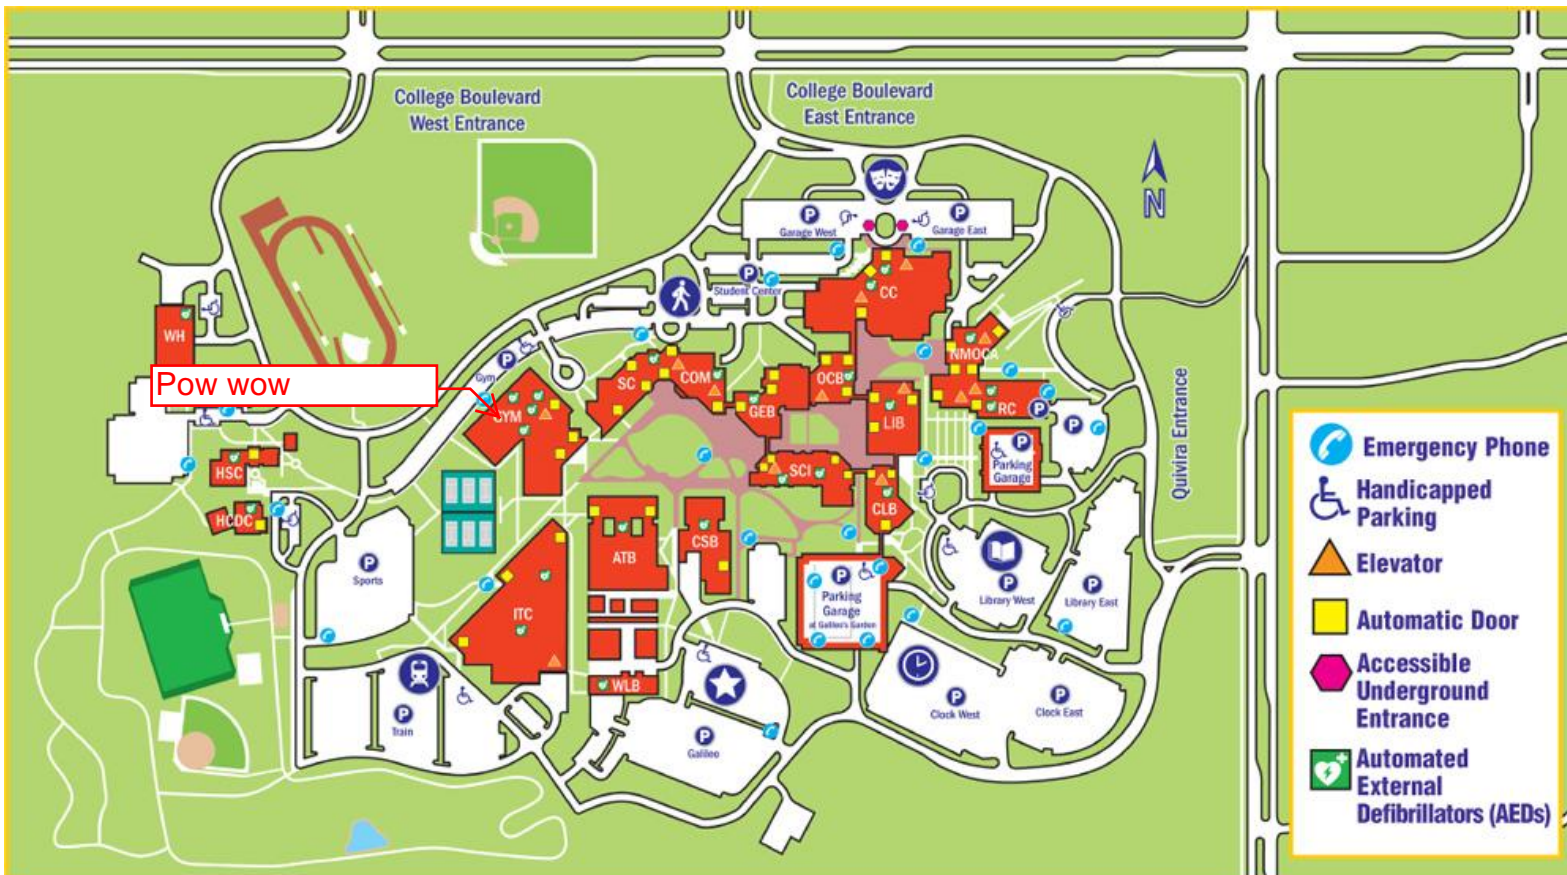 College Boulevard
West Entrance
College Boulevard
East Entrance
N
P
Garage West
P
Garage East
P
Student Center
CC
WH
Pow wow
P
Gym
GYM
SC
COM
GEB
OCB
NMOCA
LIB
RC
P
P
P
Parking
Garage
Quivira Entrance
HSC
HCDC
SCI
CLB
CSB
ATB
ITC
WLB
P
Sports
P
Parking
Garage
at Galileo's Garden
P
Library West
P
Library East
P
Train
P
Galileo
P
Clock West
P
Clock East
Emergency Phone
Handicapped
Parking
Elevator
Automatic Door
Accessible
Underground
Entrance
Automated
External
Defibrillators (AEDs)